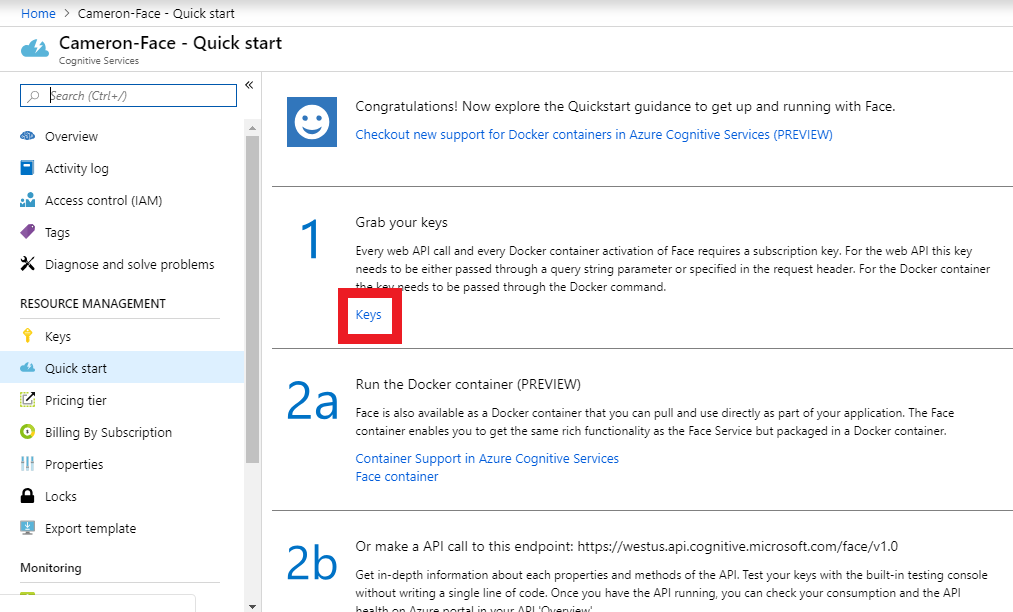 Home > Cameron-Face - Quick start
Cameron-Face - Quick start
Cognitive Services
Search (Ctrl+/)
«
Overview
Activity log
Access control (IAM)
Tags
Diagnose and solve problems
RESOURCE MANAGEMENT
Keys
Quick start
Pricing tier
Billing By Subscription
Properties
Locks
Export template
Monitoring
Congratulations! Now explore the Quickstart guidance to get up and running with Face.
Checkout new support for Docker containers in Azure Cognitive Services (PREVIEW)
1
Grab your keys
Every web API call and every Docker container activation of Face requires a subscription key. For the web API this key
needs to be either passed through a query string parameter or specified in the request header. For the Docker container
the key needs to be passed through the Docker command.
Keys
2a
Run the Docker container (PREVIEW)
Face is also available as a Docker container that you can pull and use directly as part of your application. The Face
container enables you to get the same rich functionality as the Face Service but packaged in a Docker container.
Container Support in Azure Cognitive Services
Face container
2b
Or make a API call to this endpoint: https://westus.api.cognitive.microsoft.com/face/v1.0
Get in-depth information about each properties and methods of the API. Test your keys with the built-in testing console
without writing a single line of code. Once you have the API running, you can check your consumption and the API
health on Azure portal in your API 'Overview'